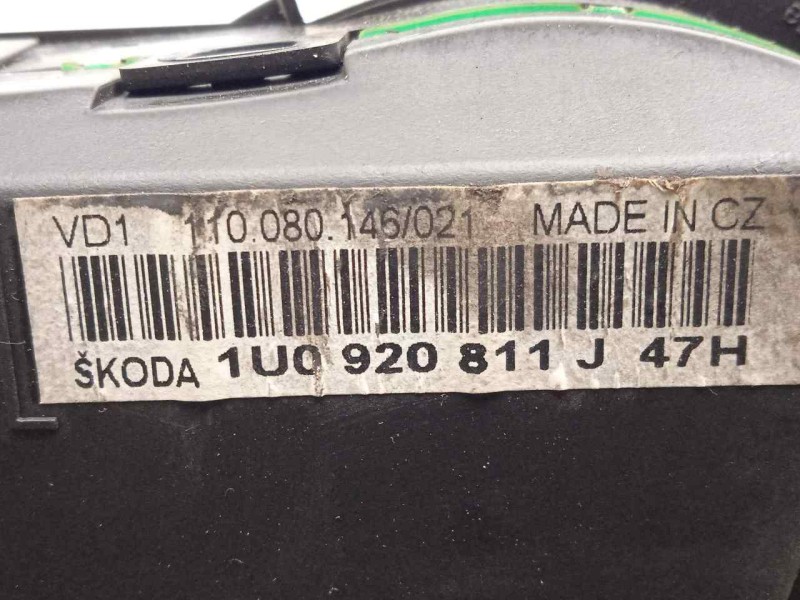 VD1 110.080.146/021 MADE IN CZ
ŠKODA 1U0 920 811 J 47H